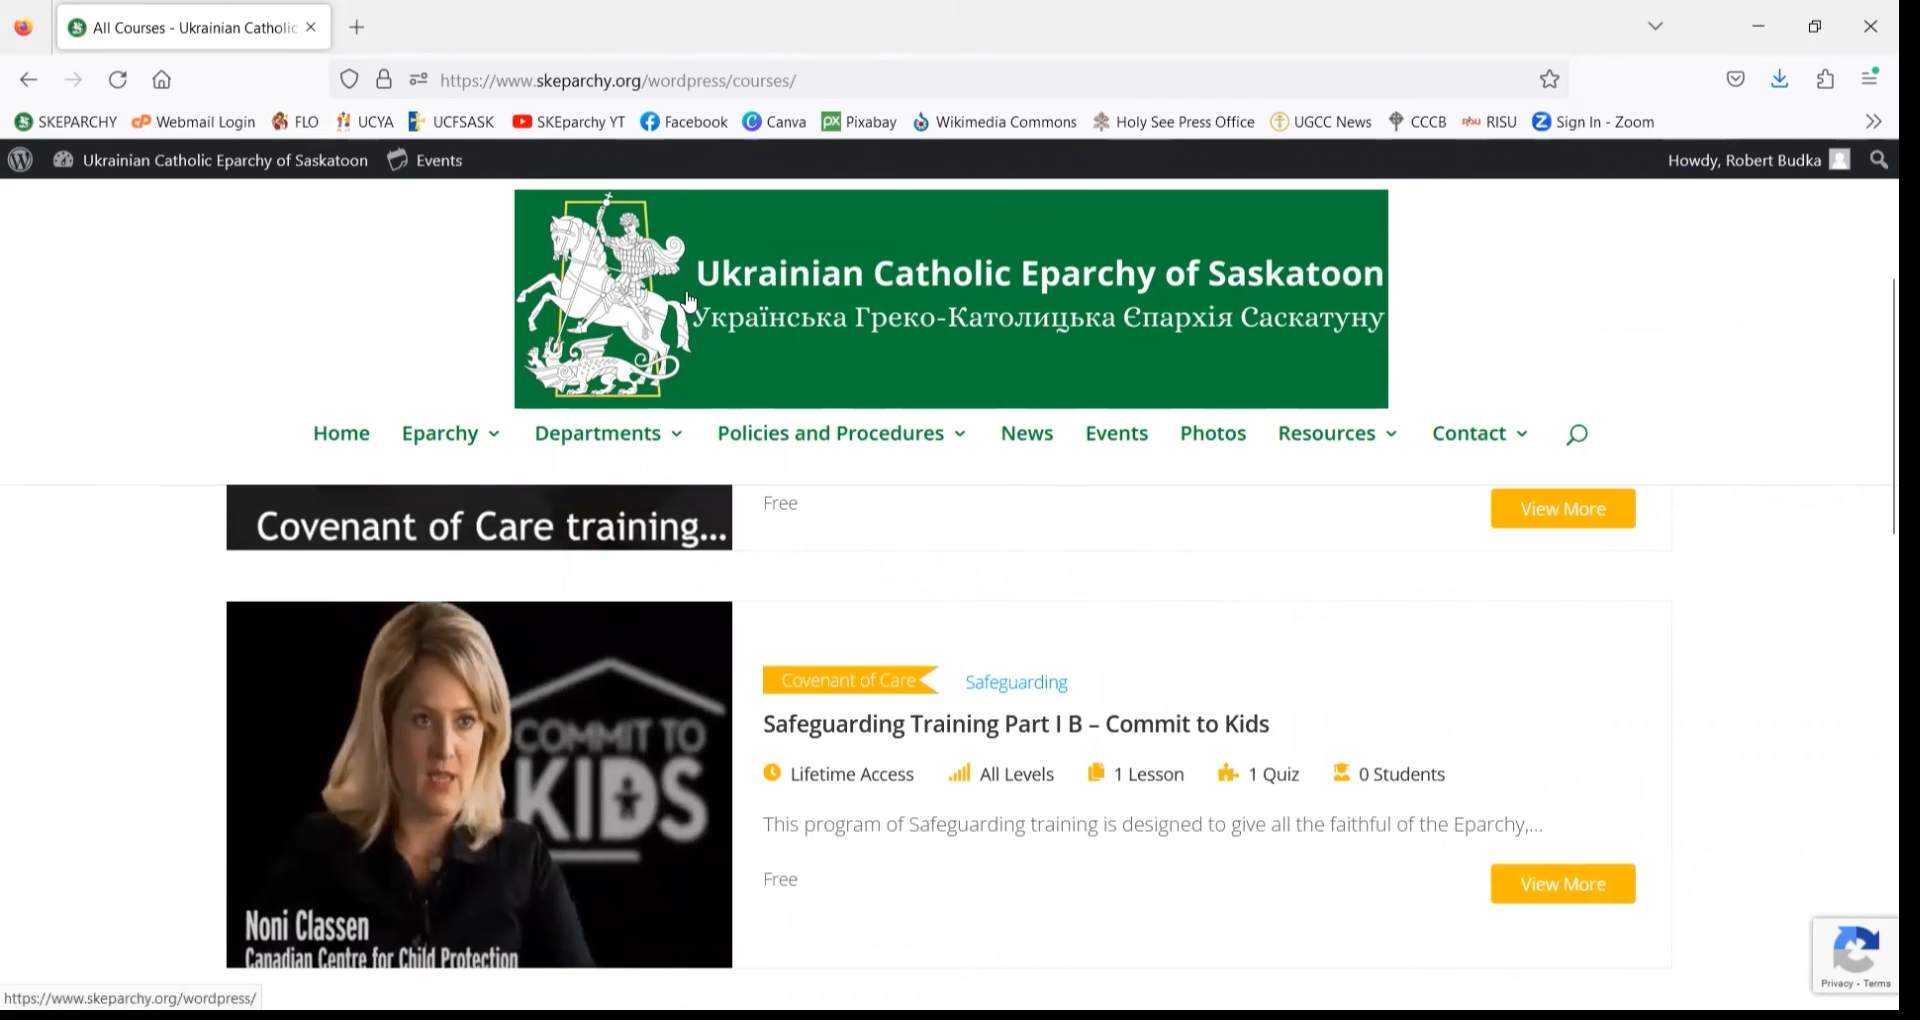 All Courses - Ukrainian Catholic
https://www.skeparchy.org/wordpress/courses/
SKEPARCHY Webmail Login FLO UCYA UCFSASK SKEparchy YT Facebook Canva px Pixabay Wikimedia Commons Holy See Press Office UGCC News CCCB rbu RISU Z Sign In - Zoom
Ukrainian Catholic Eparchy of Saskatoon Events Howdy, Robert Budka
Ukrainian Catholic Eparchy of Saskatoon
Українська Греко-Католицька Єпархія Саскатуну
Home Eparchy Departments Policies and Procedures News Events Photos Resources Contact
Covenant of Care training...
Free
View More
COMMIT TO
KIDS
Noni Classen
Canadian Centre for Child Protection
Covenant of Care Safeguarding
Safeguarding Training Part I B – Commit to Kids
Lifetime Access All Levels 1 Lesson 1 Quiz 0 Students
This program of Safeguarding training is designed to give all the faithful of the Eparchy,...
Free
View More
Privacy - Terms
https://www.skeparchy.org/wordpress/